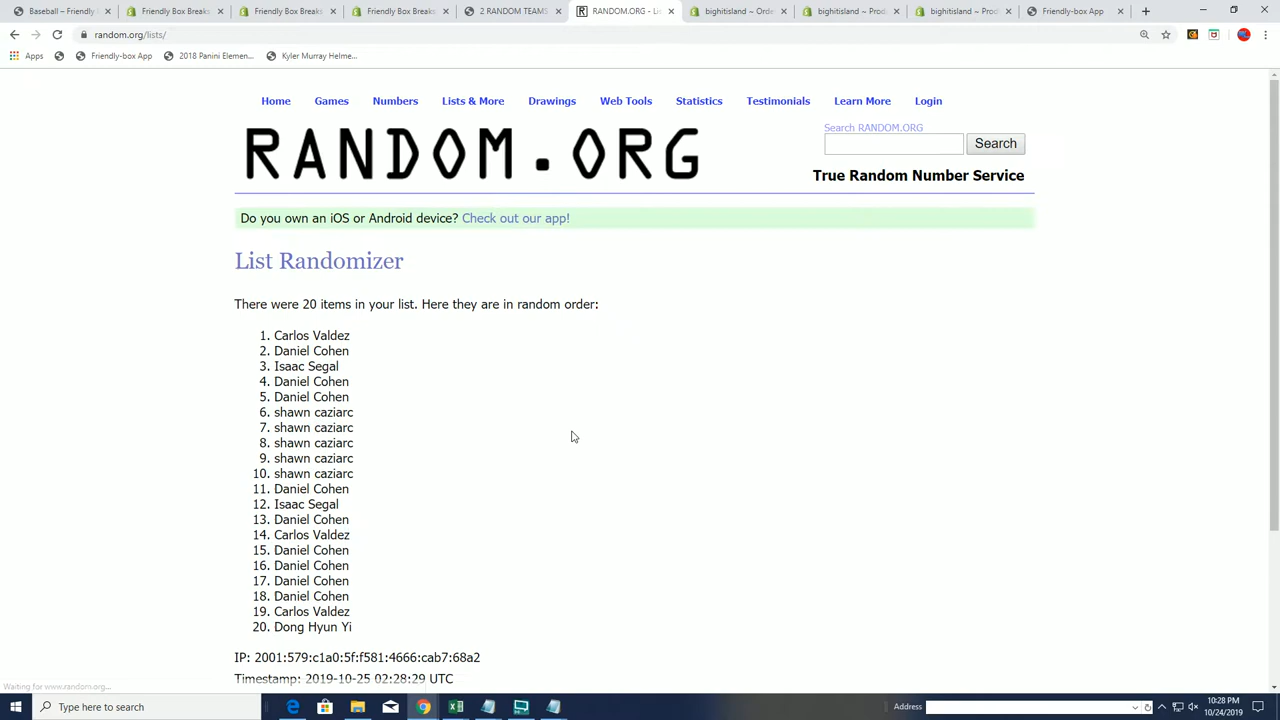 Baseball – Friendly
Friendly Box Breaks
Friendly Box Breaks
Friendly Box Breaks
2 RANDOM TEAMS
RANDOM.ORG - Li
bighitisland ~ Orde
bighitisland ~ Prod
bighitisland ~ Prod
Friendly-box App
random.org/lists/
Apps
Friendly-box App
2018 Panini Elemen...
Kyler Murray Helme...
Home
Games
Numbers
Lists & More
Drawings
Web Tools
Statistics
Testimonials
Learn More
Login
RANDOM.ORG
Search RANDOM.ORG
Search
True Random Number Service
Do you own an iOS or Android device? Check out our app!
List Randomizer
There were 20 items in your list. Here they are in random order:
1. Carlos Valdez
2. Daniel Cohen
3. Isaac Segal
4. Daniel Cohen
5. Daniel Cohen
6. shawn caziarc
7. shawn caziarc
8. shawn caziarc
9. shawn caziarc
10. shawn caziarc
11. Daniel Cohen
12. Isaac Segal
13. Daniel Cohen
14. Carlos Valdez
15. Daniel Cohen
16. Daniel Cohen
17. Daniel Cohen
18. Daniel Cohen
19. Carlos Valdez
20. Dong Hyun Yi
IP: 2001:579:c1a0:5f:f581:4666:cab7:68a2
Timestamp: 2019-10-25 02:28:29 UTC
Waiting for www.random.org...
Type here to search
Address
10:28 PM
10/24/2019